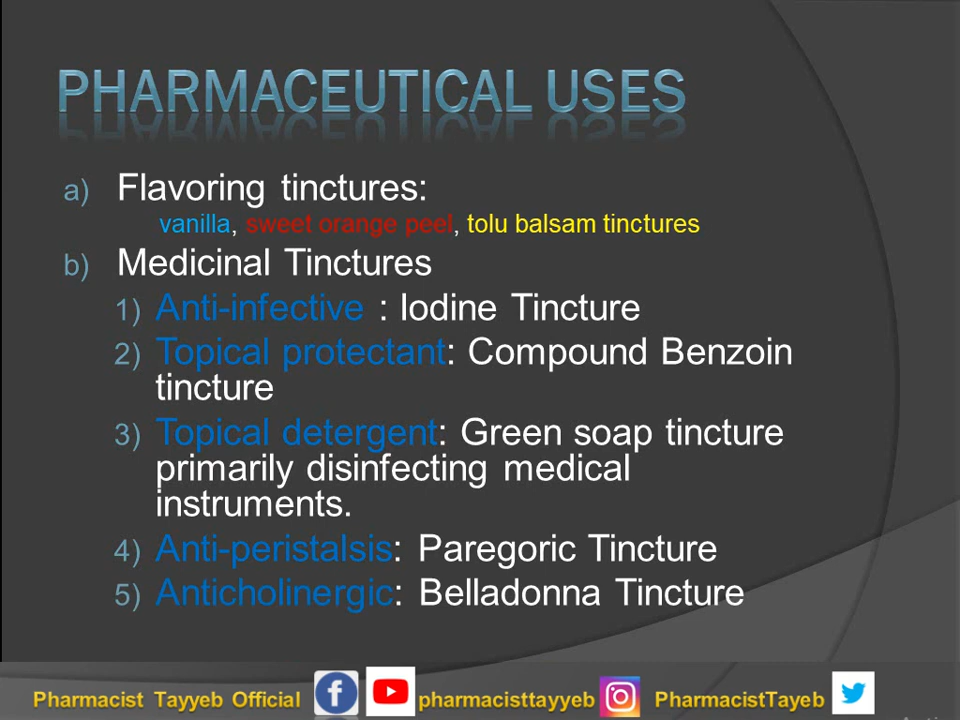 PHARMACEUTICAL USES
a) Flavoring tinctures:
vanilla, sweet orange peel, tolu balsam tinctures
b) Medicinal Tinctures
1) Anti-infective : Iodine Tincture
2) Topical protectant: Compound Benzoin
tincture
3) Topical detergent: Green soap tincture
primarily disinfecting medical
instruments.
4) Anti-peristalsis: Paregoric Tincture
5) Anticholinergic: Belladonna Tincture
Pharmacist Tayyeb Official pharmacisttayyeb PharmacistTayeb